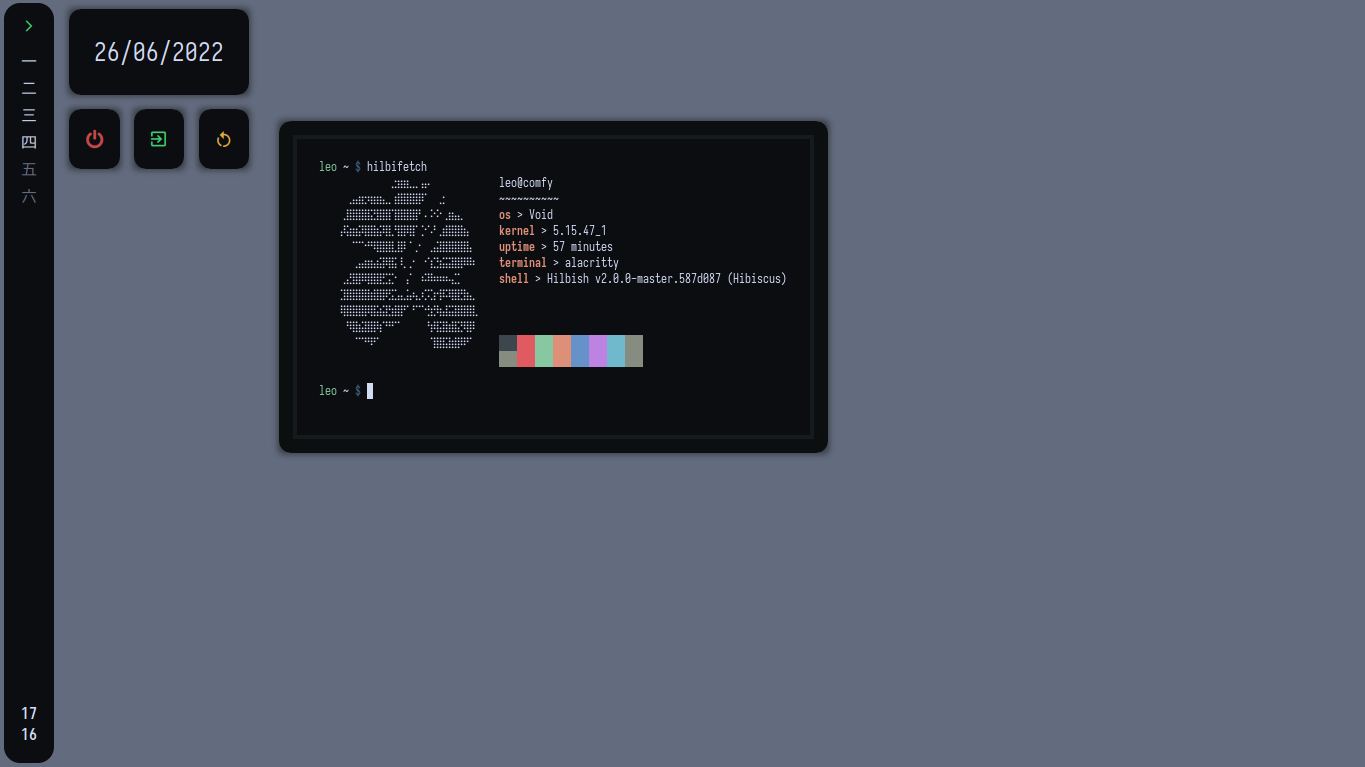 一
二
三
四
五
六
17
16
26/06/2022
leo ~ $ hilbifetch
leo@comfy
~~~~~~~~~~
os > Void
kernel > 5.15.47_1
uptime > 57 minutes
terminal > alacritty
shell > Hilbish v2.0.0-master.587d087 (Hibiscus)
leo ~ $